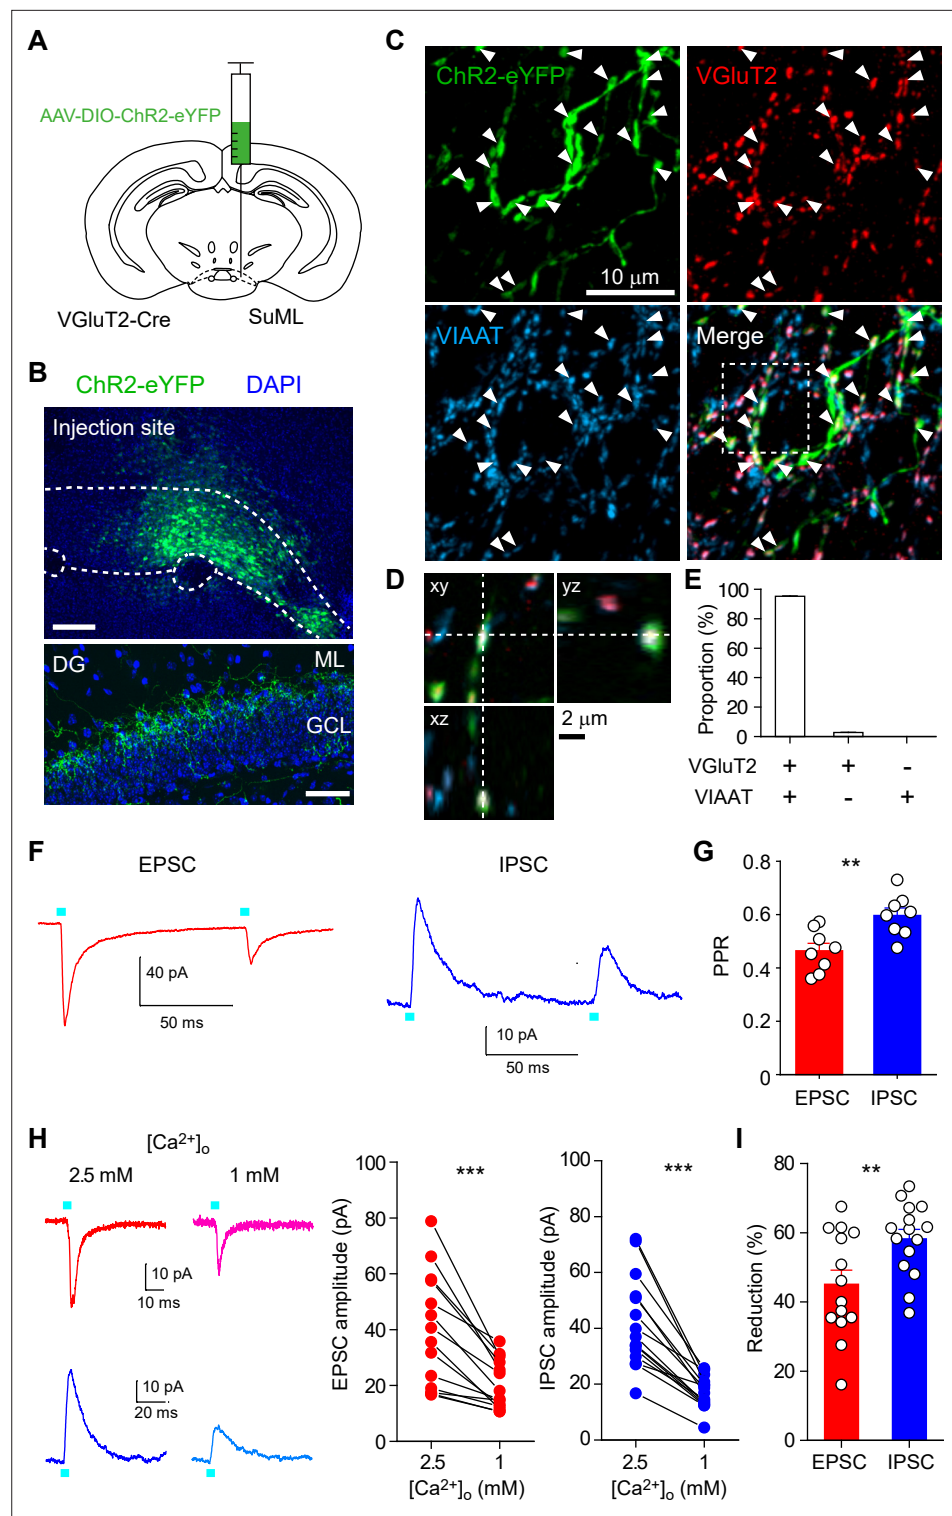 A
AAV-DIO-ChR2-eYFP
VGluT2-Cre
SuML
B
ChR2-eYFP DAPI
Injection site
DG
ML
GCL
C
ChR2-eYFP
VGluT2
10 μm
VIAAT
Merge
D
xy
yz
xz
2 μm
E
Proportion (%)
100
80
60
40
20
0
VGluT2 + + -
VIAAT + - +
F
EPSC
IPSC
40 pA
50 ms
10 pA
50 ms
G
**
PPR
0.8
0.6
0.4
0.2
0
EPSC IPSC
H
[Ca²⁺]ₒ
2.5 mM
1 mM
10 pA
10 ms
10 pA
20 ms
***
EPSC amplitude (pA)
100
80
60
40
20
0
2.5 1
[Ca²⁺]ₒ (mM)
***
IPSC amplitude (pA)
100
80
60
40
20
0
2.5 1
[Ca²⁺]ₒ (mM)
I
**
Reduction (%)
80
60
40
20
0
EPSC IPSC